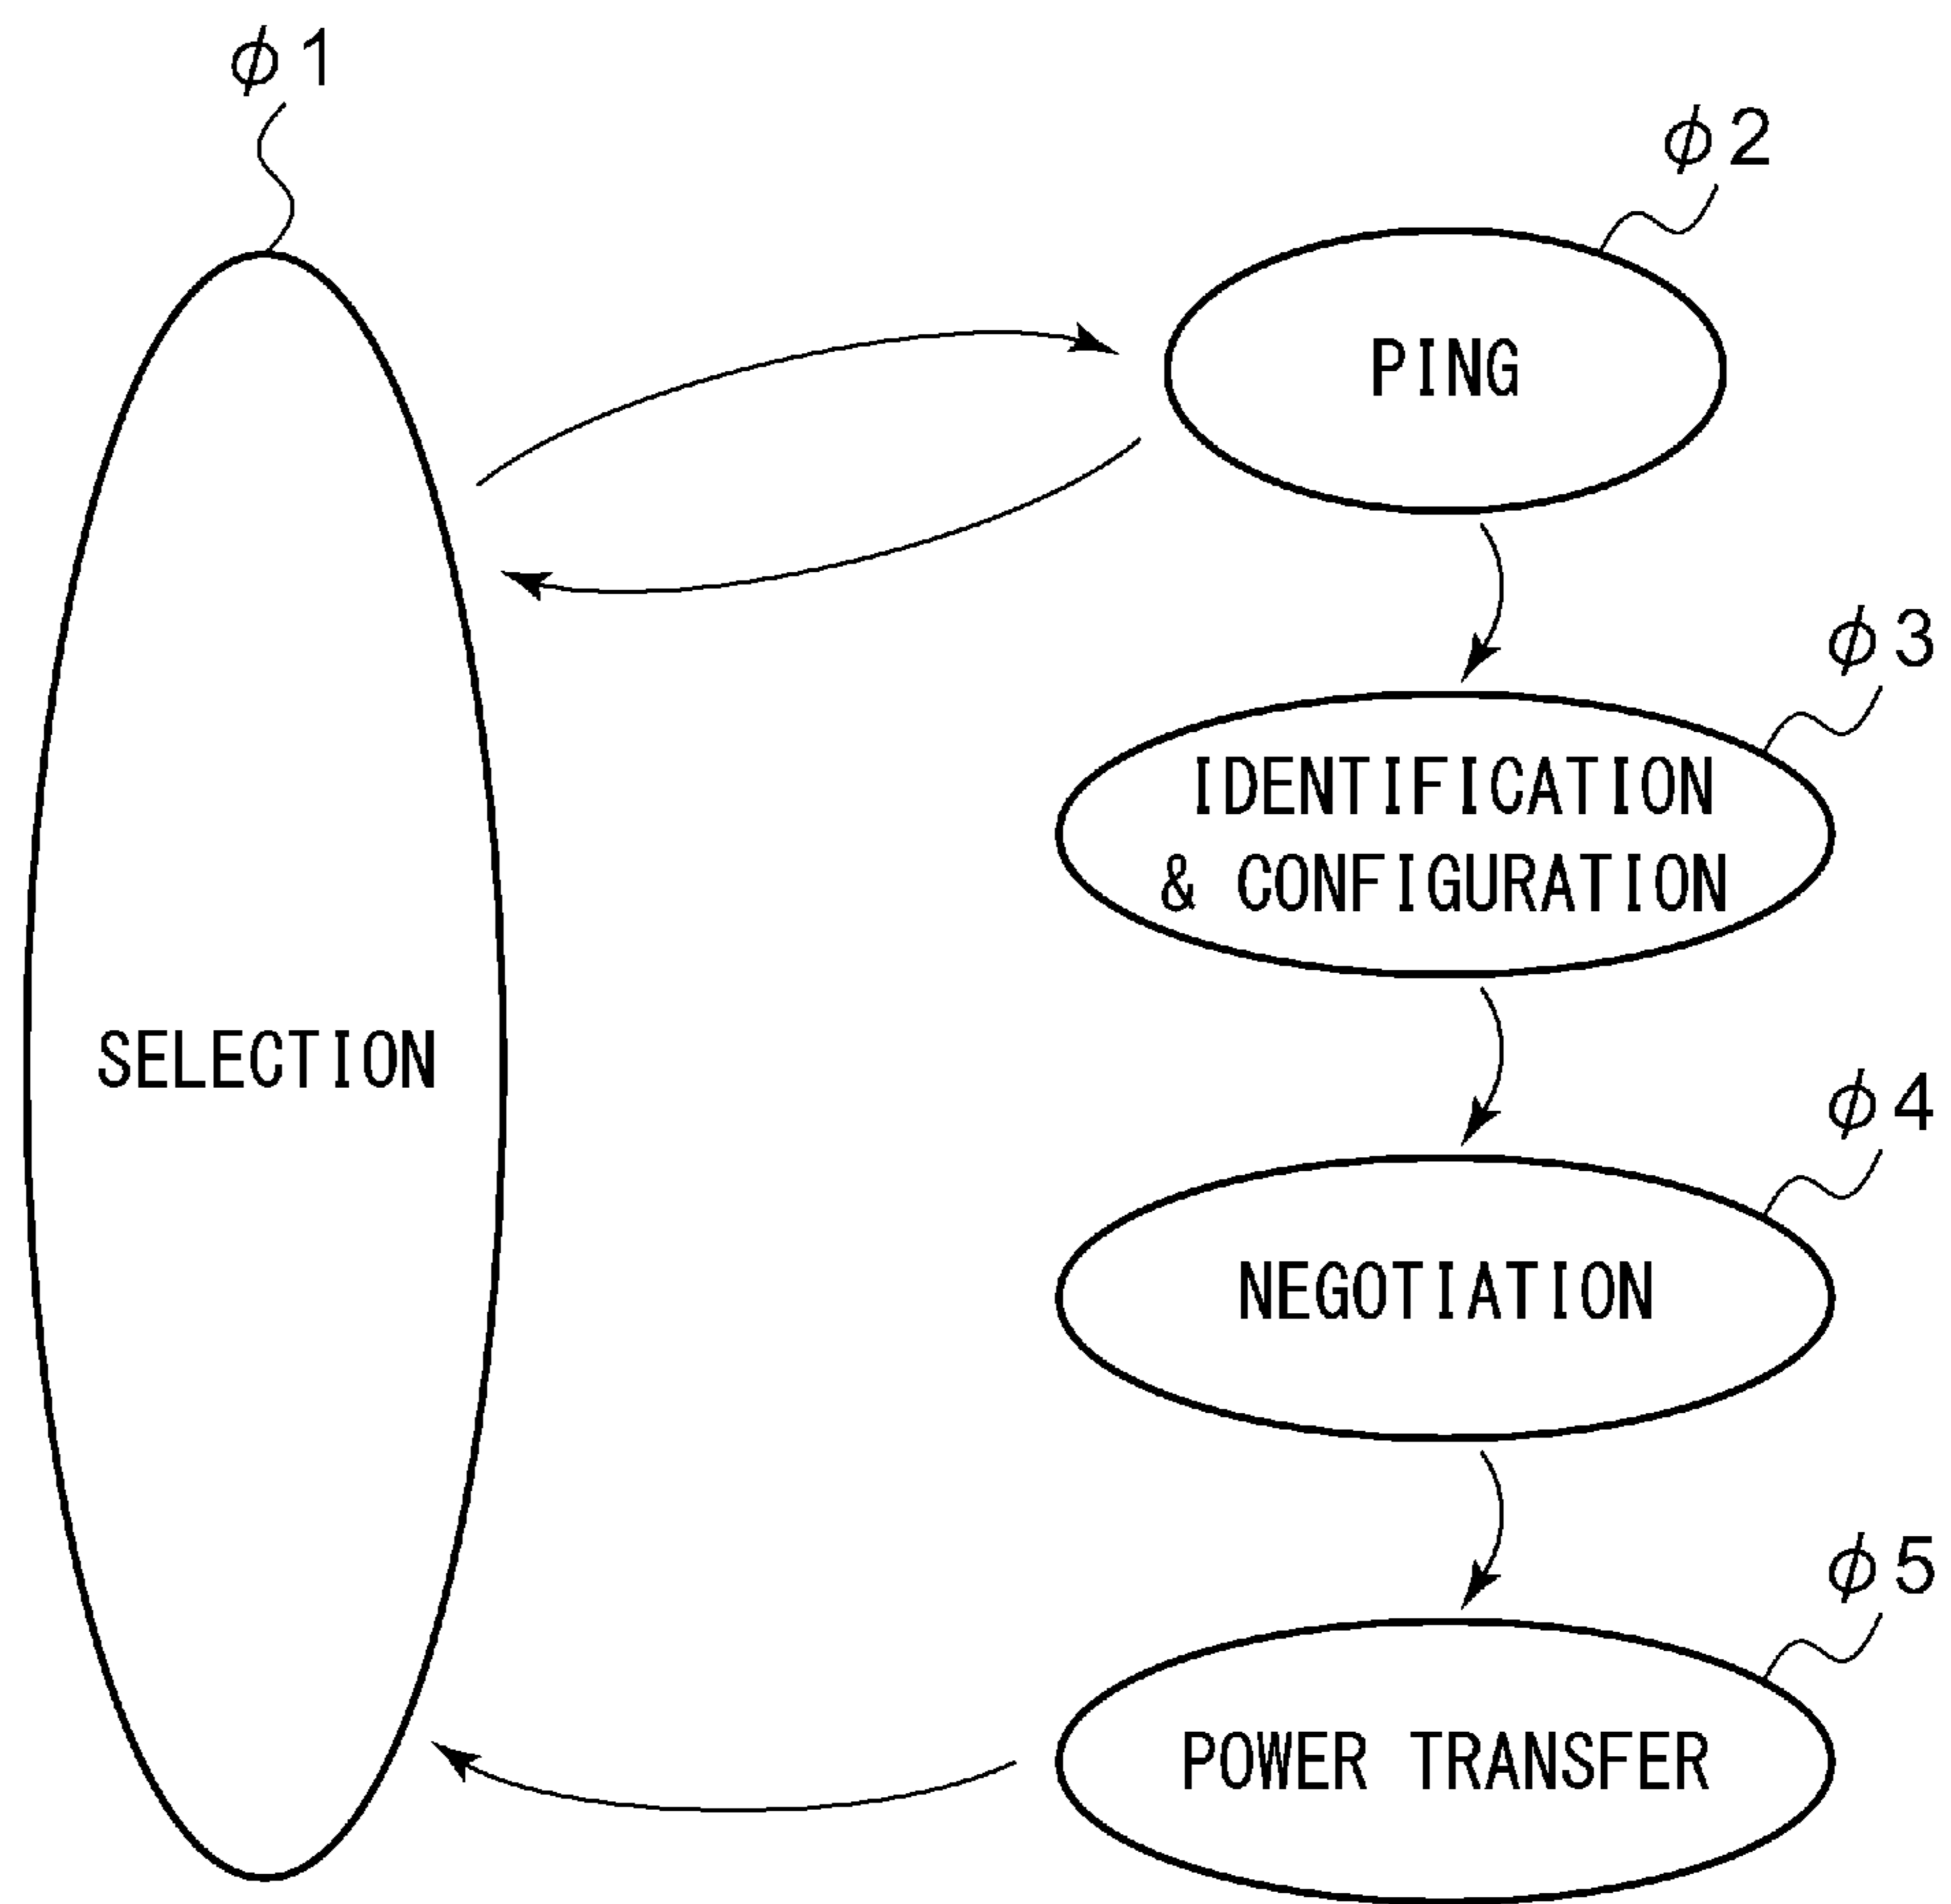 φ1
φ2
PING
φ3
IDENTIFICATION
& CONFIGURATION
SELECTION
φ4
NEGOTIATION
φ5
POWER TRANSFER